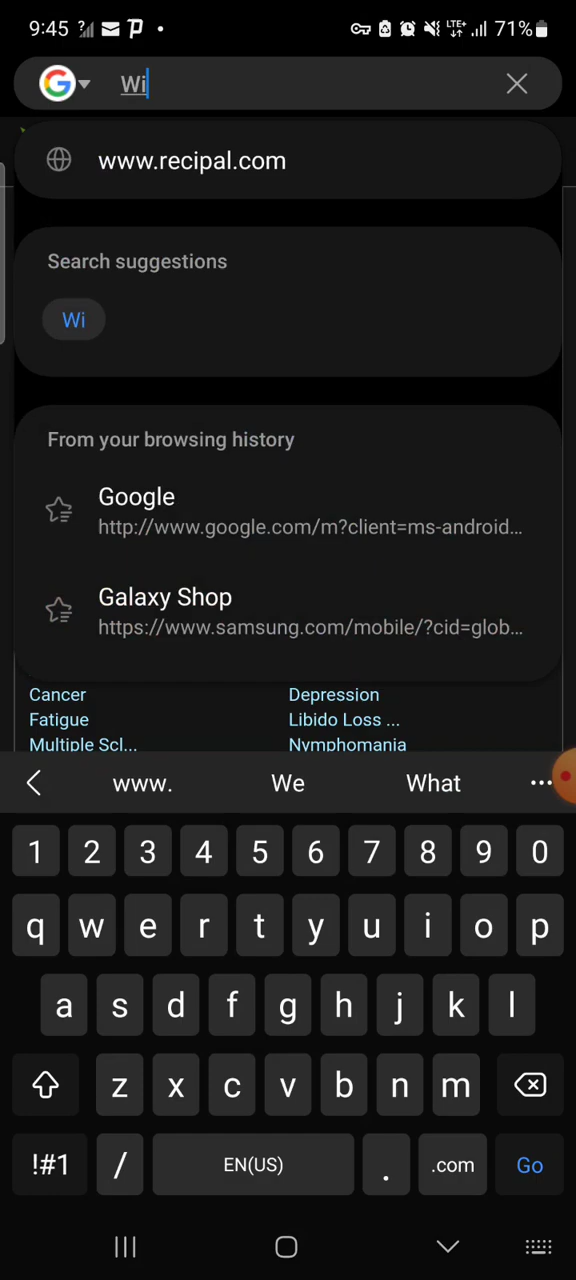 9:45 LTE+ 71%
Wi
www.recipal.com
Search suggestions
Wi
From your browsing history
Google
http://www.google.com/m?client=ms-android...
Galaxy Shop
https://www.samsung.com/mobile/?cid=glob...
Cancer Depression
Fatigue Libido Loss ...
Multiple Scl... Nymphomania
www. We What ...
1 2 3 4 5 6 7 8 9 0
q w e r t y u i o p
a s d f g h j k l
z x c v b n m
!#1 / EN(US) . .com Go